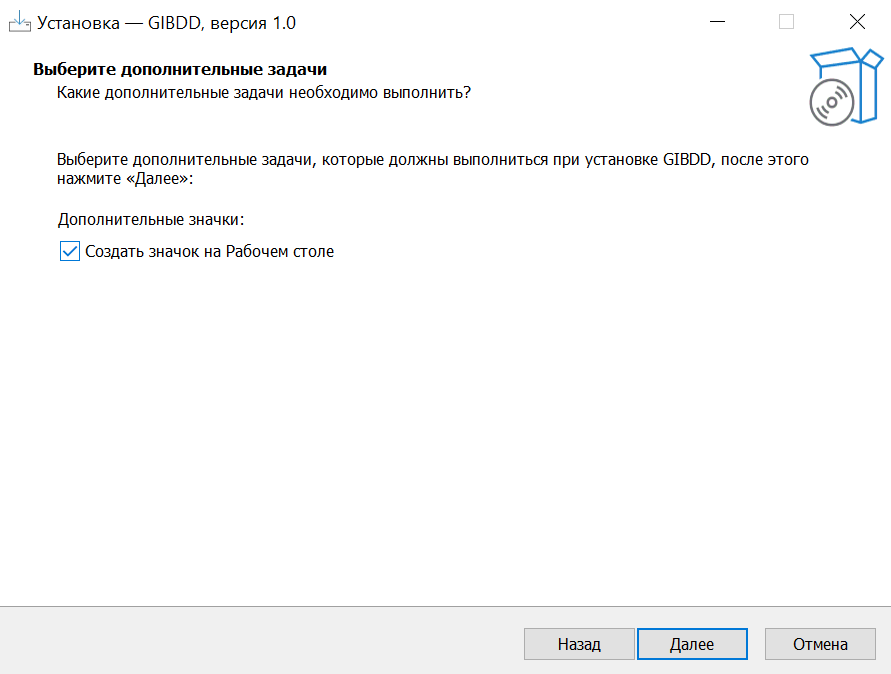 Установка — GIBDD, версия 1.0
Выберите дополнительные задачи
Какие дополнительные задачи необходимо выполнить?
Выберите дополнительные задачи, которые должны выполниться при установке GIBDD, после этого
нажмите «Далее»:
Дополнительные значки:
Создать значок на Рабочем столе
Назад Далее Отмена